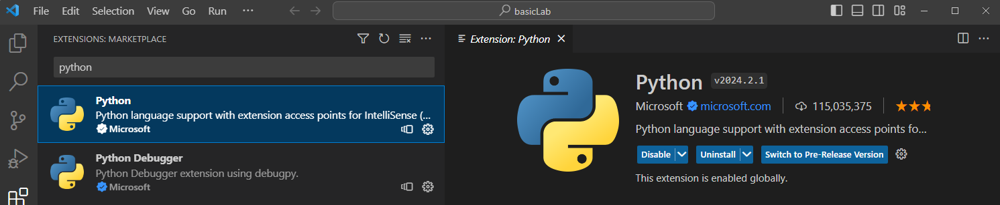 File Edit Selection View Go Run ··· basicLab
EXTENSIONS: MARKETPLACE
Extension: Python
python
Python
Python language support with extension access points for IntelliSense (...
Microsoft
Python Debugger
Python Debugger extension using debugpy.
Microsoft
Python v2024.2.1
Microsoft microsoft.com 115,035,375
Python language support with extension access points fo...
Disable Uninstall Switch to Pre-Release Version
This extension is enabled globally.